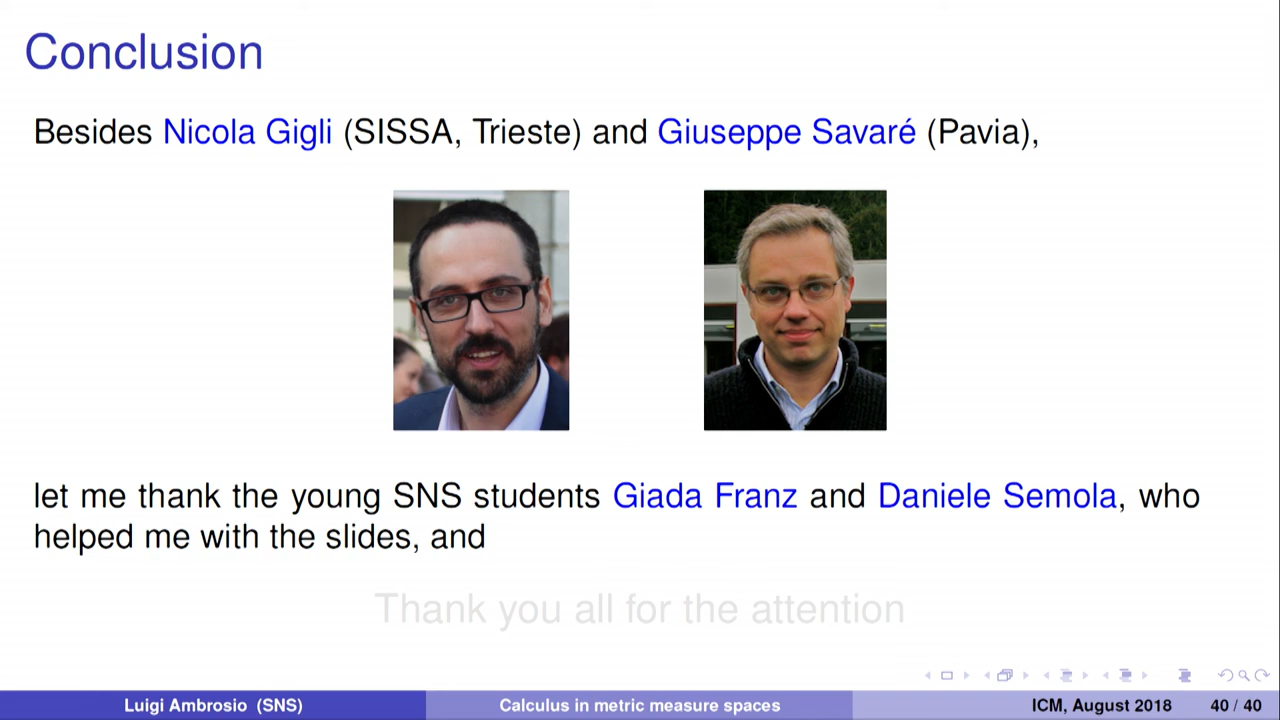 Conclusion
Besides Nicola Gigli (SISSA, Trieste) and Giuseppe Savaré (Pavia),
let me thank the young SNS students Giada Franz and Daniele Semola, who
helped me with the slides, and
Thank you all for the attention
Luigi Ambrosio (SNS)
Calculus in metric measure spaces
ICM, August 2018
40 / 40